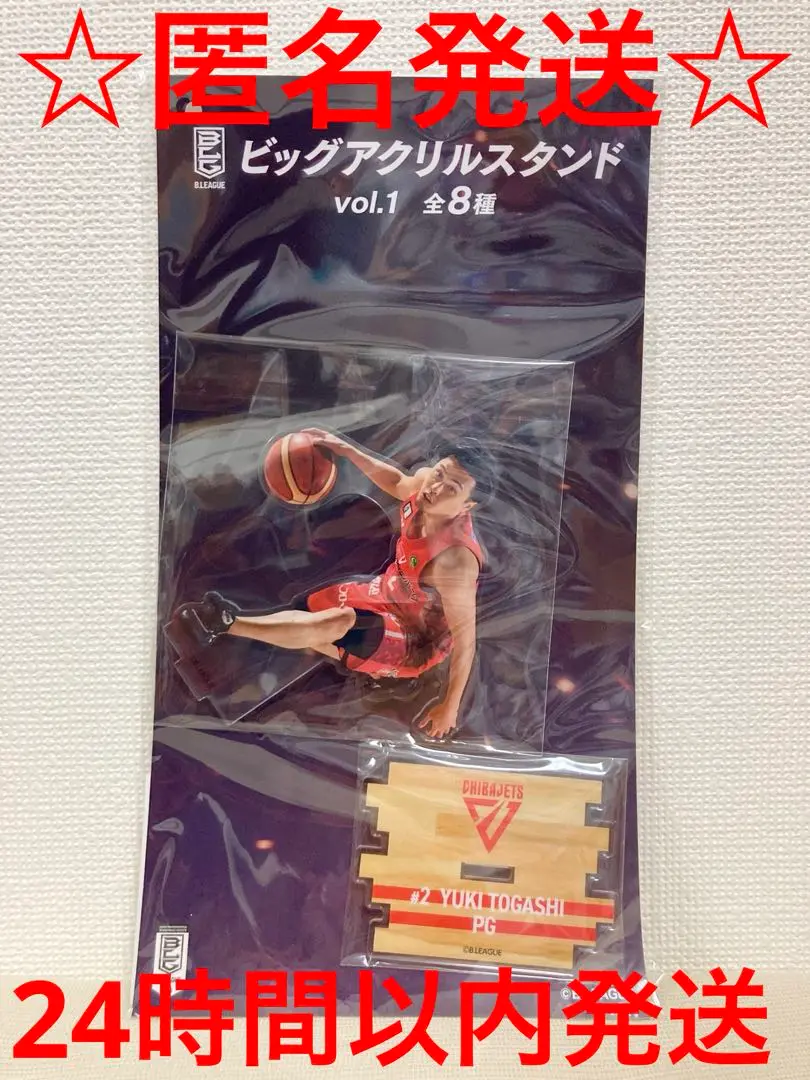 ☆匿名発送☆
B.LEAGUE
ビッグアクリルスタンド
vol.1 全8種
CHIBAJETS
#2 YUKI TOGASHI
PG
©B.LEAGUE
24時間以内発送